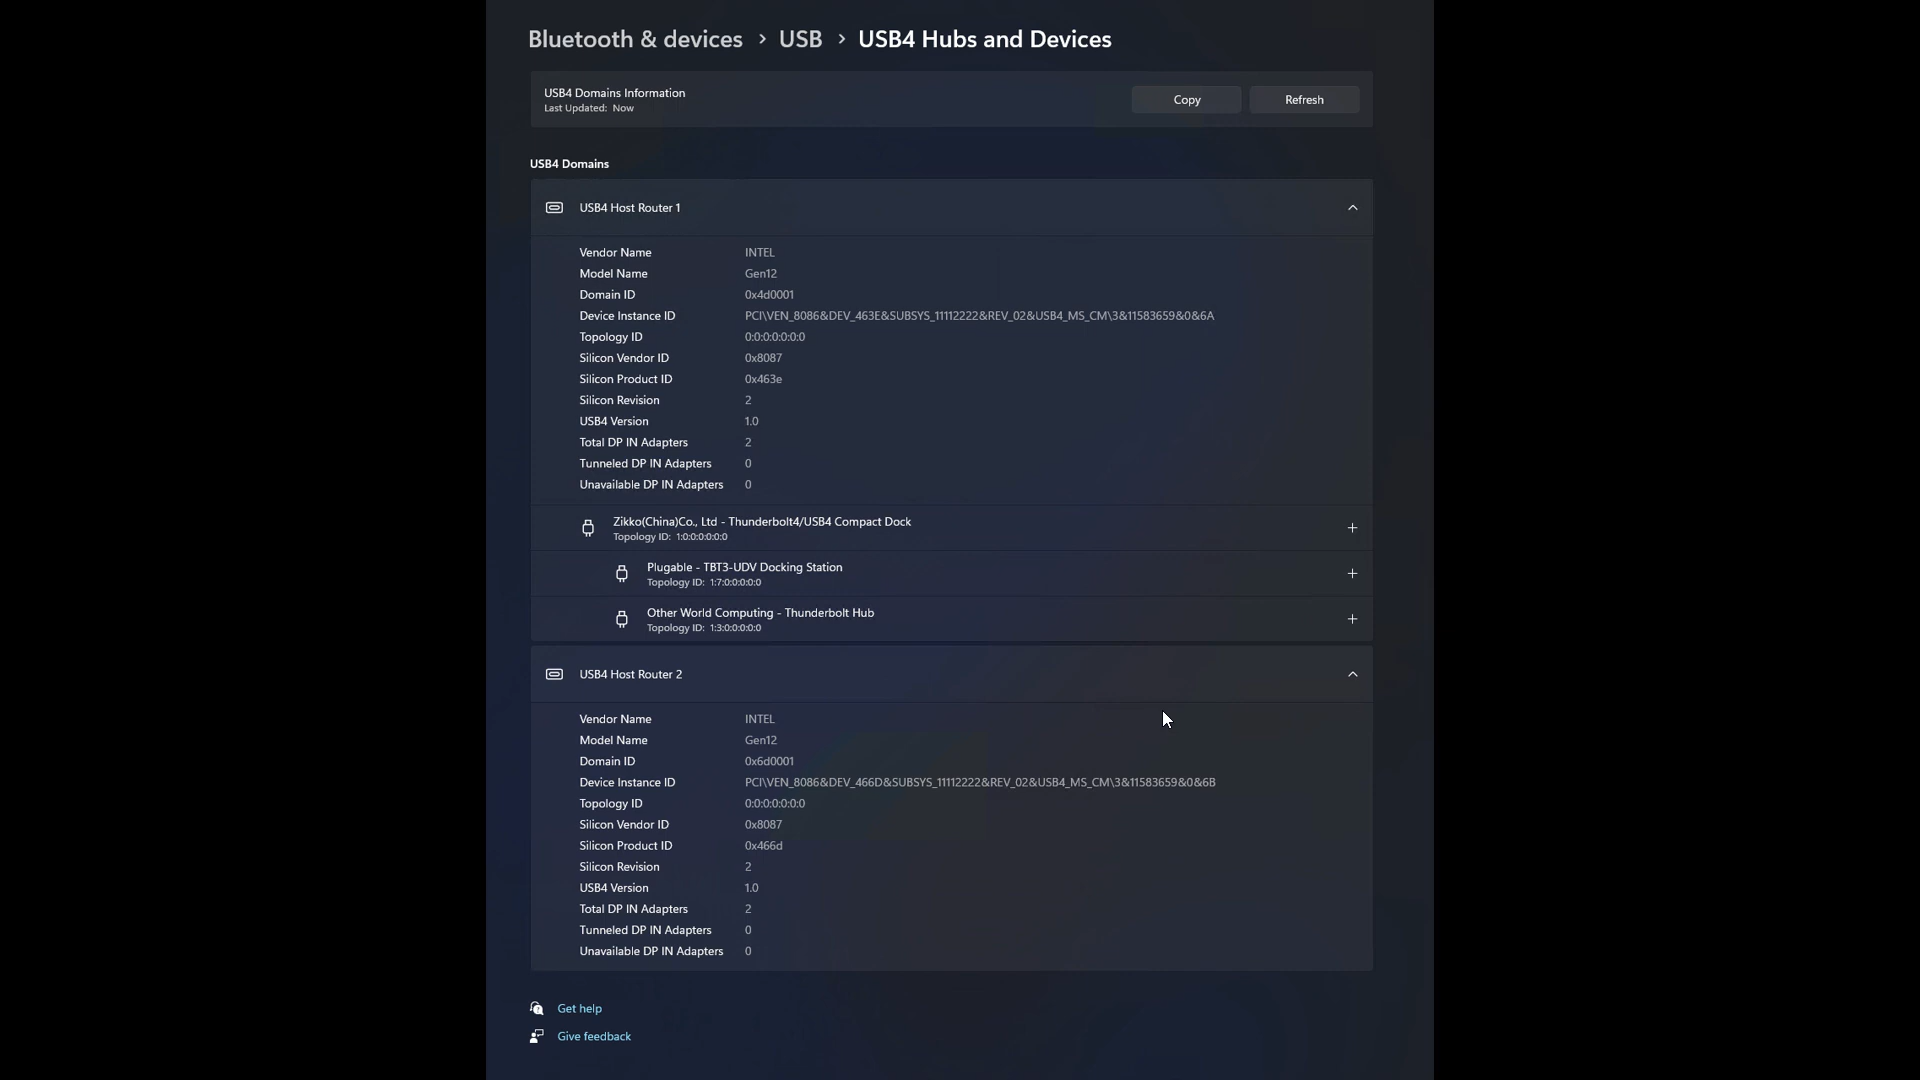 Bluetooth & devices > USB > USB4 Hubs and Devices
USB4 Domains Information
Last Updated: Now
Copy
Refresh
USB4 Domains
USB4 Host Router 1
Vendor Name INTEL
Model Name Gen12
Domain ID 0x4d0001
Device Instance ID PCI\VEN_8086&DEV_463E&SUBSYS_11112222&REV_02&USB4_MS_CM\3&11583659&0&6A
Topology ID 0:0:0:0:0:0:0
Silicon Vendor ID 0x8087
Silicon Product ID 0x463e
Silicon Revision 2
USB4 Version 1.0
Total DP IN Adapters 2
Tunneled DP IN Adapters 0
Unavailable DP IN Adapters 0
Zikko(China)Co., Ltd - Thunderbolt4/USB4 Compact Dock
Topology ID: 1:0:0:0:0:0:0
Plugable - TBT3-UDV Docking Station
Topology ID: 1:7:0:0:0:0:0
Other World Computing - Thunderbolt Hub
Topology ID: 1:3:0:0:0:0:0
USB4 Host Router 2
Vendor Name INTEL
Model Name Gen12
Domain ID 0x6d0001
Device Instance ID PCI\VEN_8086&DEV_466D&SUBSYS_11112222&REV_02&USB4_MS_CM\3&11583659&0&6B
Topology ID 0:0:0:0:0:0:0
Silicon Vendor ID 0x8087
Silicon Product ID 0x466d
Silicon Revision 2
USB4 Version 1.0
Total DP IN Adapters 2
Tunneled DP IN Adapters 0
Unavailable DP IN Adapters 0
Get help
Give feedback